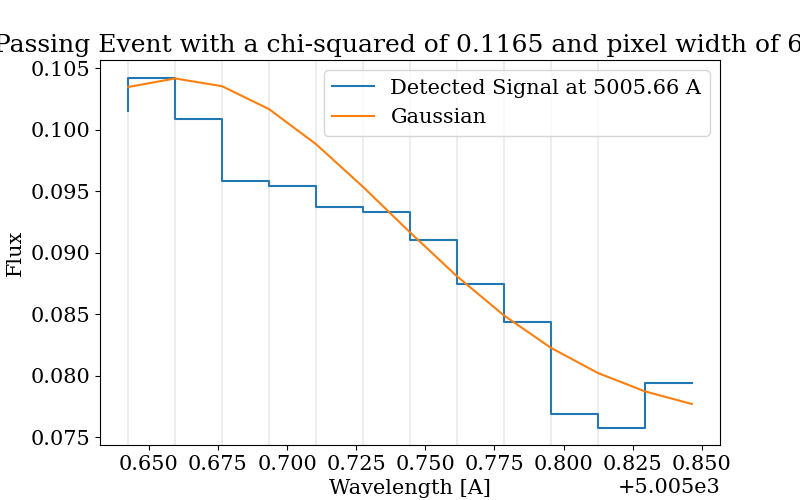 Passing Event with a chi-squared of 0.1165 and pixel width of 6
Detected Signal at 5005.66 A
Gaussian
Flux
0.105
0.100
0.095
0.090
0.085
0.080
0.075
0.650 0.675 0.700 0.725 0.750 0.775 0.800 0.825 0.850
+5.005e3
Wavelength [A]